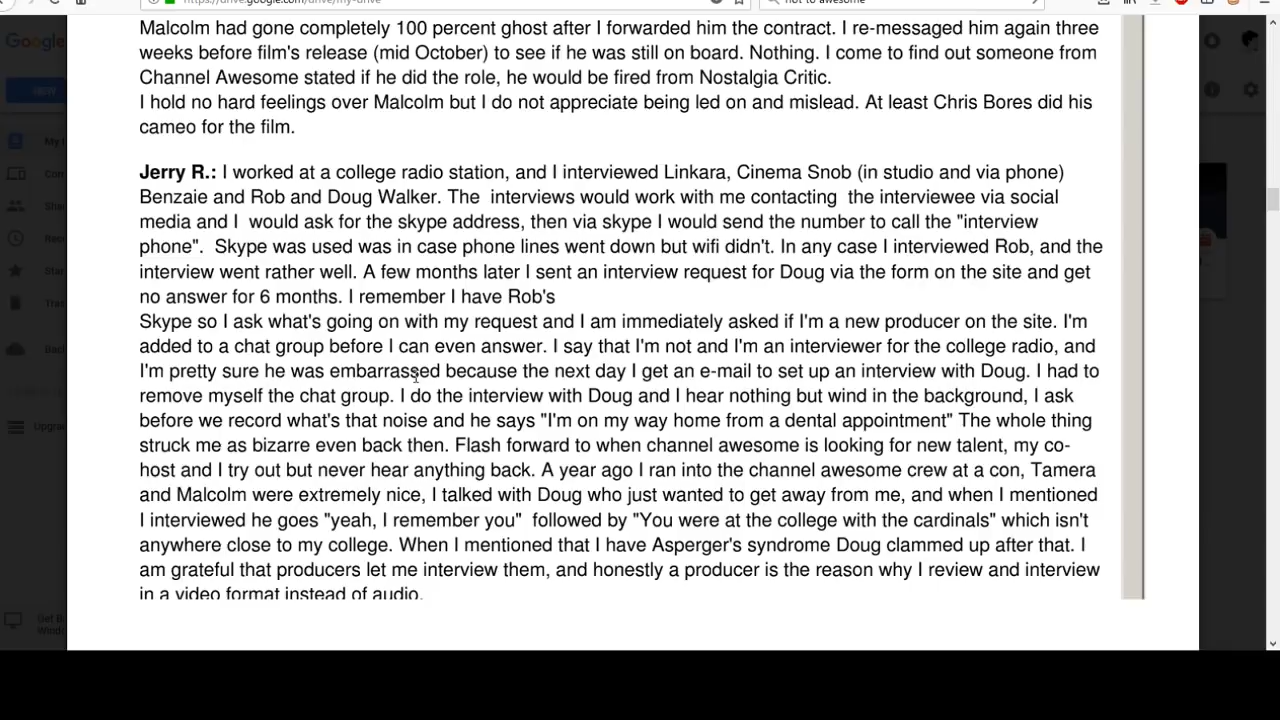 https://drive.google.com/drive/my-drive
not to awesome
Google
NEW
Malcolm had gone completely 100 percent ghost after I forwarded him the contract. I re-messaged him again three
weeks before film's release (mid October) to see if he was still on board. Nothing. I come to find out someone from
Channel Awesome stated if he did the role, he would be fired from Nostalgia Critic.
I hold no hard feelings over Malcolm but I do not appreciate being led on and mislead. At least Chris Bores did his
cameo for the film.
Jerry R.: I worked at a college radio station, and I interviewed Linkara, Cinema Snob (in studio and via phone)
Benzaie and Rob and Doug Walker. The  interviews would work with me contacting  the interviewee via social
media and I  would ask for the skype address, then via skype I would send the number to call the "interview
phone".  Skype was used was in case phone lines went down but wifi didn't. In any case I interviewed Rob, and the
interview went rather well. A few months later I sent an interview request for Doug via the form on the site and get
no answer for 6 months. I remember I have Rob's
Skype so I ask what's going on with my request and I am immediately asked if I'm a new producer on the site. I'm
added to a chat group before I can even answer. I say that I'm not and I'm an interviewer for the college radio, and
I'm pretty sure he was embarrassed because the next day I get an e-mail to set up an interview with Doug. I had to
remove myself the chat group. I do the interview with Doug and I hear nothing but wind in the background, I ask
before we record what's that noise and he says "I'm on my way home from a dental appointment" The whole thing
struck me as bizarre even back then. Flash forward to when channel awesome is looking for new talent, my co-
host and I try out but never hear anything back. A year ago I ran into the channel awesome crew at a con, Tamera
and Malcolm were extremely nice, I talked with Doug who just wanted to get away from me, and when I mentioned
I interviewed he goes "yeah, I remember you"  followed by "You were at the college with the cardinals" which isn't
anywhere close to my college. When I mentioned that I have Asperger's syndrome Doug clammed up after that. I
am grateful that producers let me interview them, and honestly a producer is the reason why I review and interview
in a video format instead of audio.